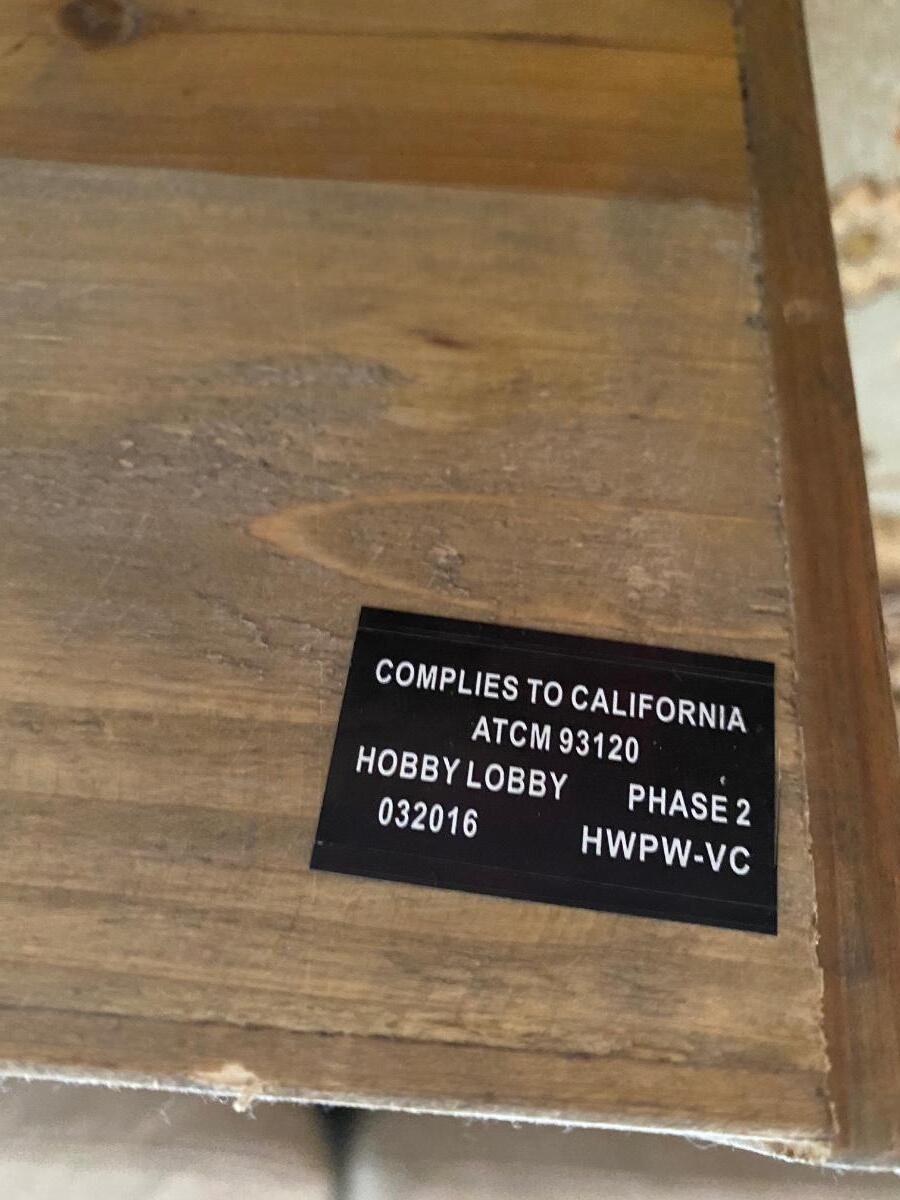 COMPLIES TO CALIFORNIA
ATCM 93120
HOBBY LOBBY PHASE 2
032016 HWPW-VC